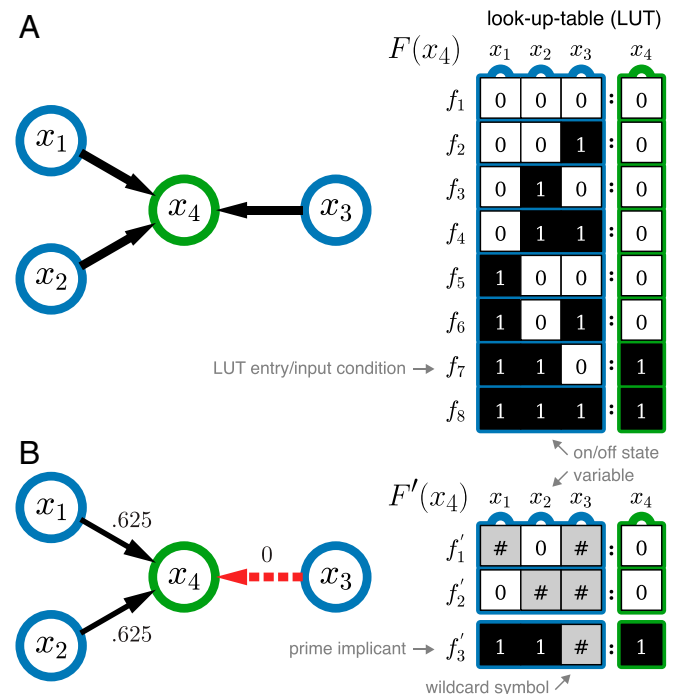 A
look-up-table (LUT)
F(x₄) x₁ x₂ x₃ x₄
f₁ 0 0 0 : 0
f₂ 0 0 1 : 0
f₃ 0 1 0 : 0
f₄ 0 1 1 : 0
f₅ 1 0 0 : 0
f₆ 1 0 1 : 0
LUT entry/input condition → f₇ 1 1 0 : 1
f₈ 1 1 1 : 1
x₁
x₄
x₃
x₂
on/off state
variable
B
F′(x₄) x₁ x₂ x₃ x₄
f′₁ # 0 # : 0
f′₂ 0 # # : 0
prime implicant → f′₃ 1 1 # : 1
wildcard symbol
x₁
.625
0
x₄
x₃
.625
x₂